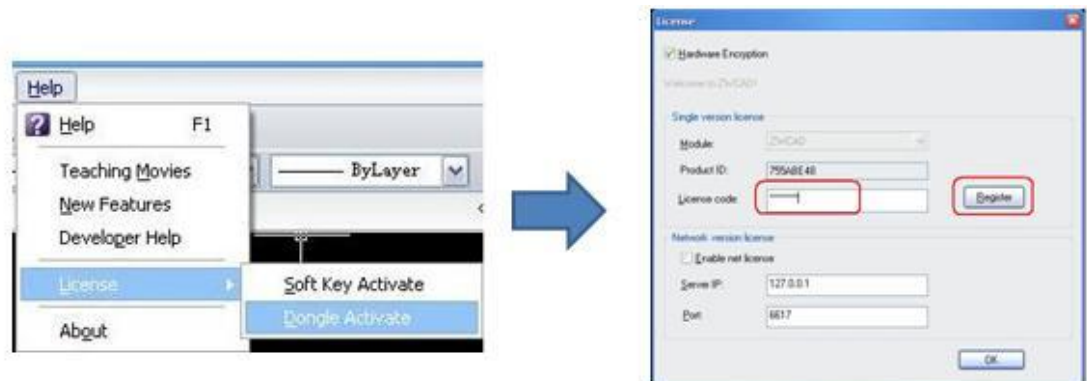 Help
Help F1
Teaching Movies
New Features
Developer Help
License
About
ByLayer
Soft Key Activate
Dongle Activate
License
Hardware Encryption
Welcome to ZWCAD!
Single version license
Module: ZWCAD
Product ID: 755ABE48
License code:
Register
Network version license
Enable net license
Server IP: 127.0.0.1
Port: 6617
OK